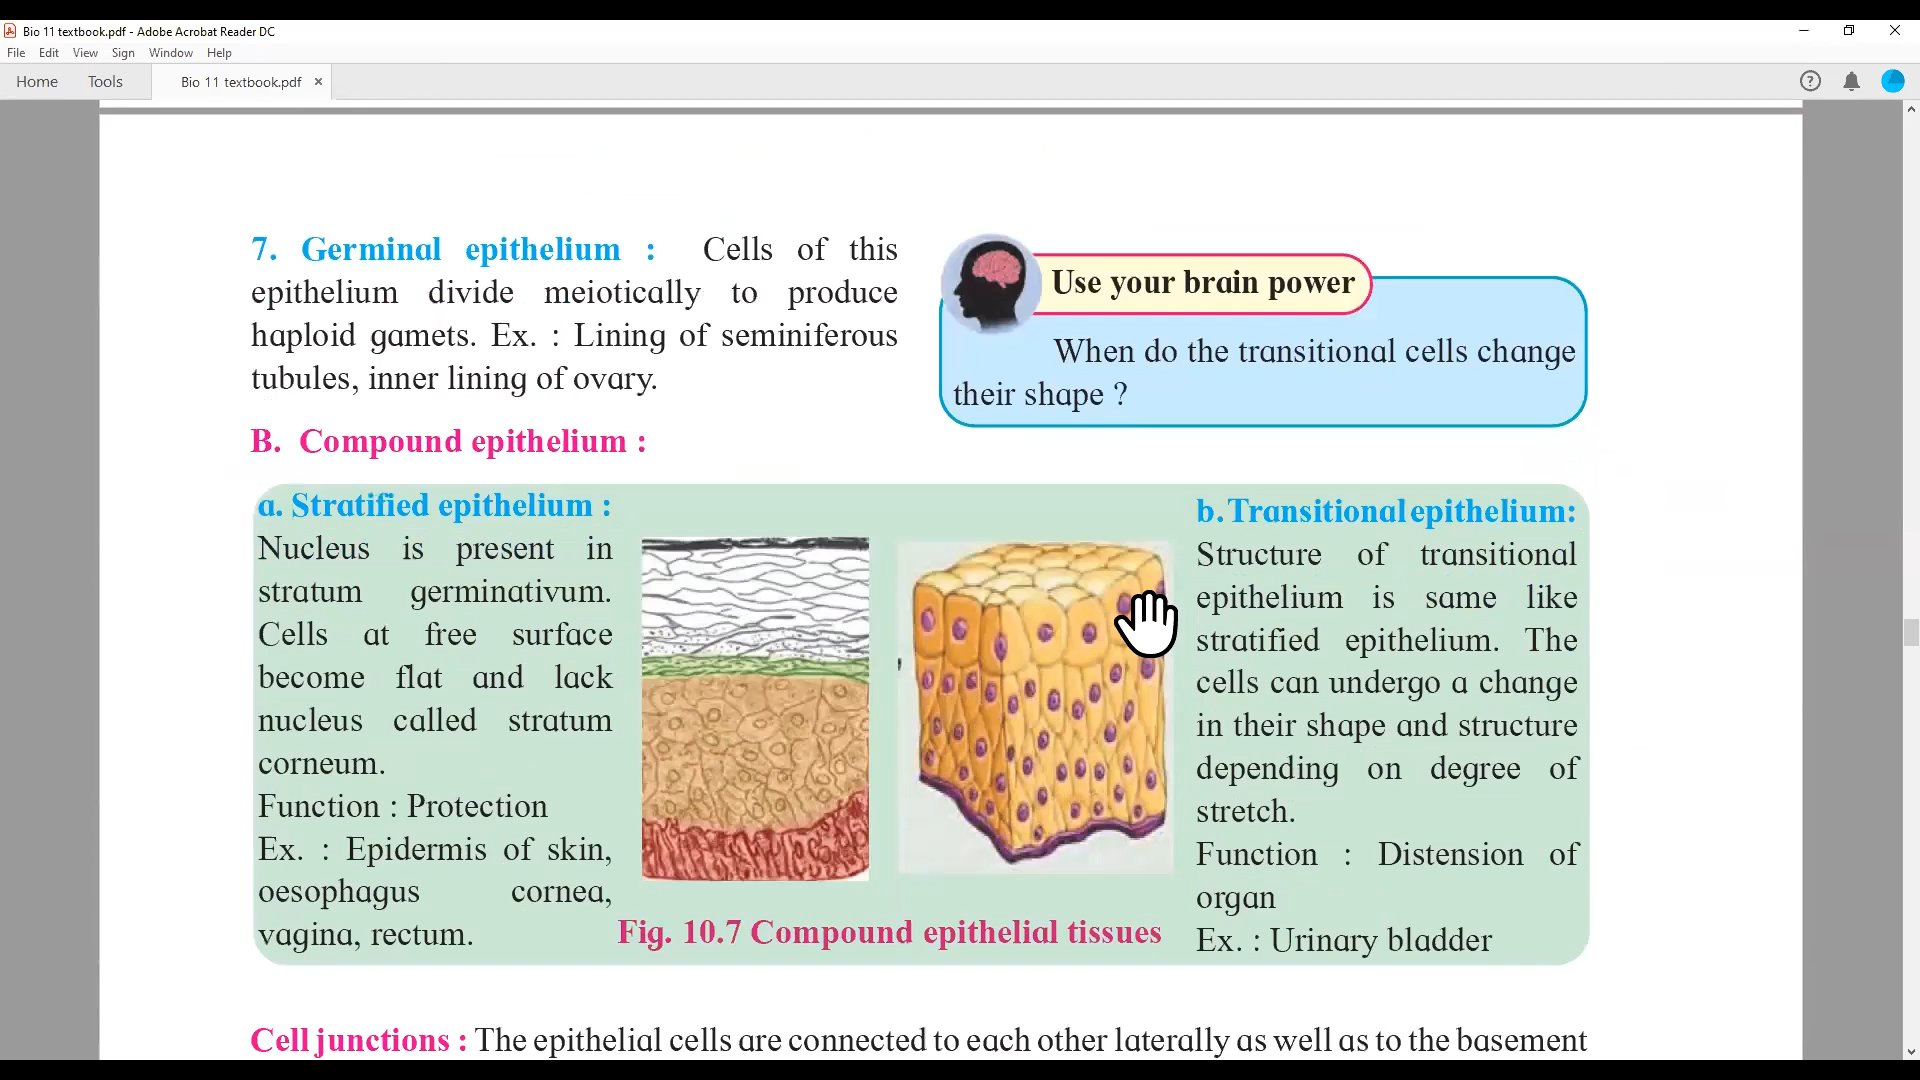 Bio 11 textbook.pdf - Adobe Acrobat Reader DC
File Edit View Sign Window Help
Home Tools Bio 11 textbook.pdf ×
7. Germinal epithelium : Cells of this
epithelium divide meiotically to produce
haploid gamets. Ex. : Lining of seminiferous
tubules, inner lining of ovary.
Use your brain power
When do the transitional cells change
their shape ?
B. Compound epithelium :
a. Stratified epithelium :
Nucleus is present in
stratum germinativum.
Cells at free surface
become flat and lack
nucleus called stratum
corneum.
Function : Protection
Ex. : Epidermis of skin,
oesophagus cornea,
vagina, rectum.
Fig. 10.7 Compound epithelial tissues
b. Transitional epithelium:
Structure of transitional
epithelium is same like
stratified epithelium. The
cells can undergo a change
in their shape and structure
depending on degree of
stretch.
Function : Distension of
organ
Ex. : Urinary bladder
Cell junctions : The epithelial cells are connected to each other laterally as well as to the basement